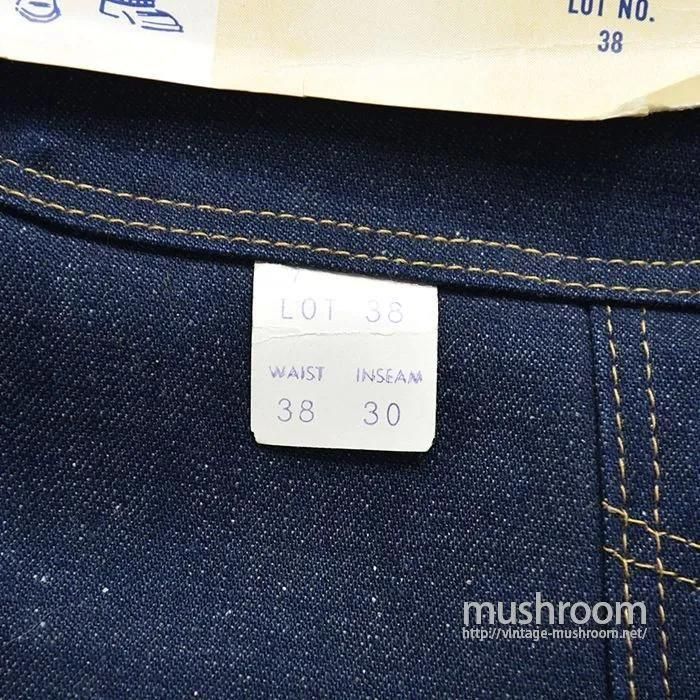 LOT NO.
38
LOT 38
WAIST INSEAM
38 30
mushroom
http://vintage-mushroom.net/